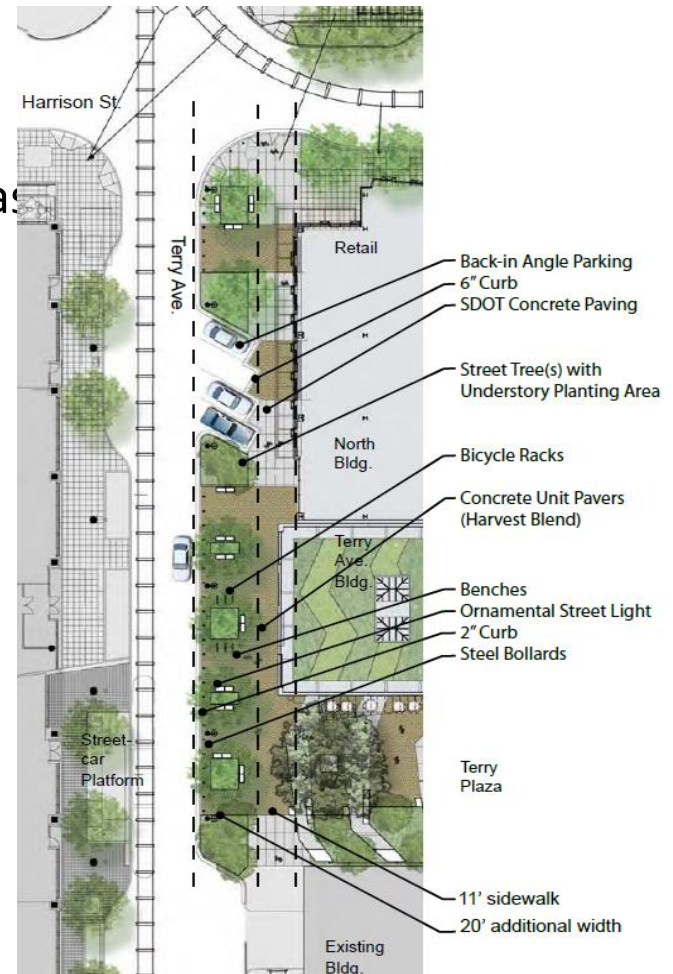 Harrison St.
as
Terry Ave.
Retail
Back-in Angle Parking
6" Curb
SDOT Concrete Paving
Street Tree(s) with
Understory Planting Area
North
Bldg.
Bicycle Racks
Concrete Unit Pavers
(Harvest Blend)
Terry
Ave.
Bldg.
Benches
Ornamental Street Light
2" Curb
Steel Bollards
Street-
car
Platform
Terry
Plaza
11' sidewalk
20' additional width
Existing
Bldg.